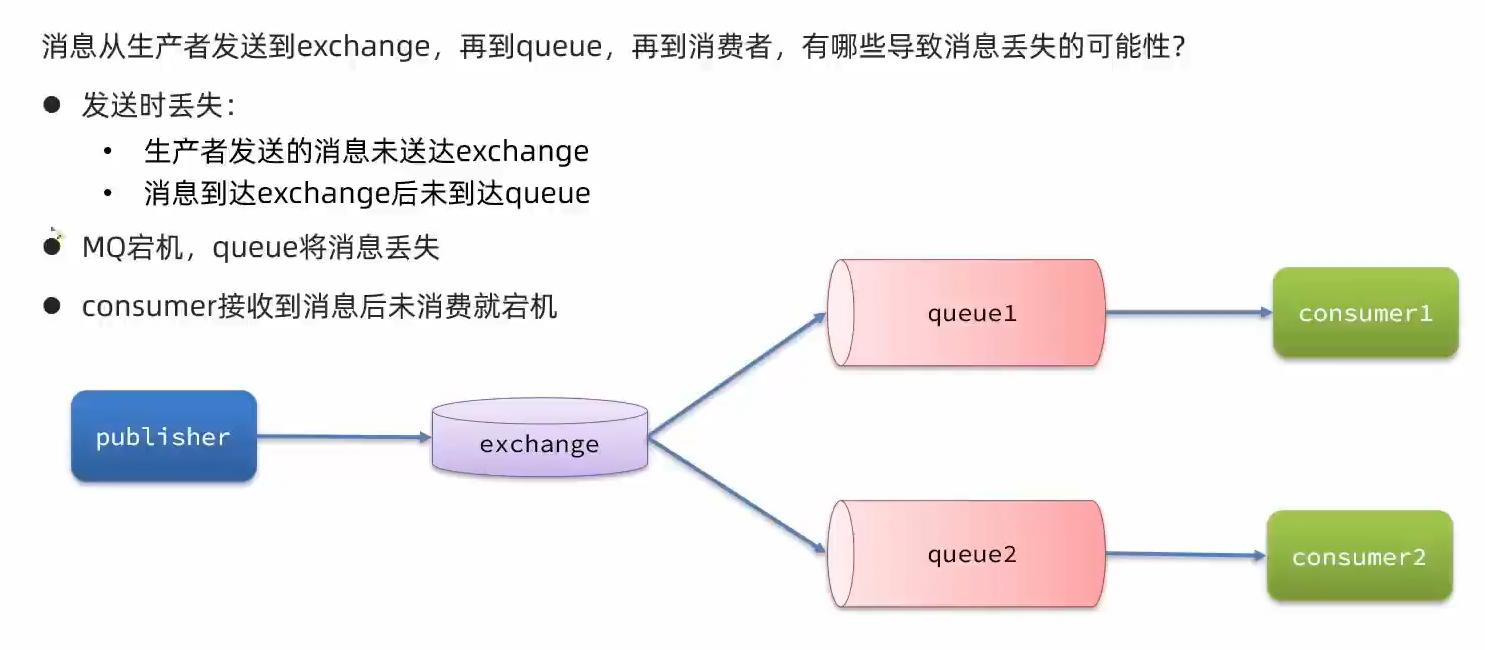 消息从生产者发送到exchange，再到queue，再到消费者，有哪些导致消息丢失的可能性？
● 发送时丢失：
• 生产者发送的消息未送达exchange
• 消息到达exchange后未到达queue
● MQ宕机，queue将消息丢失
● consumer接收到消息后未消费就宕机
queue1
consumer1
publisher
exchange
queue2
consumer2